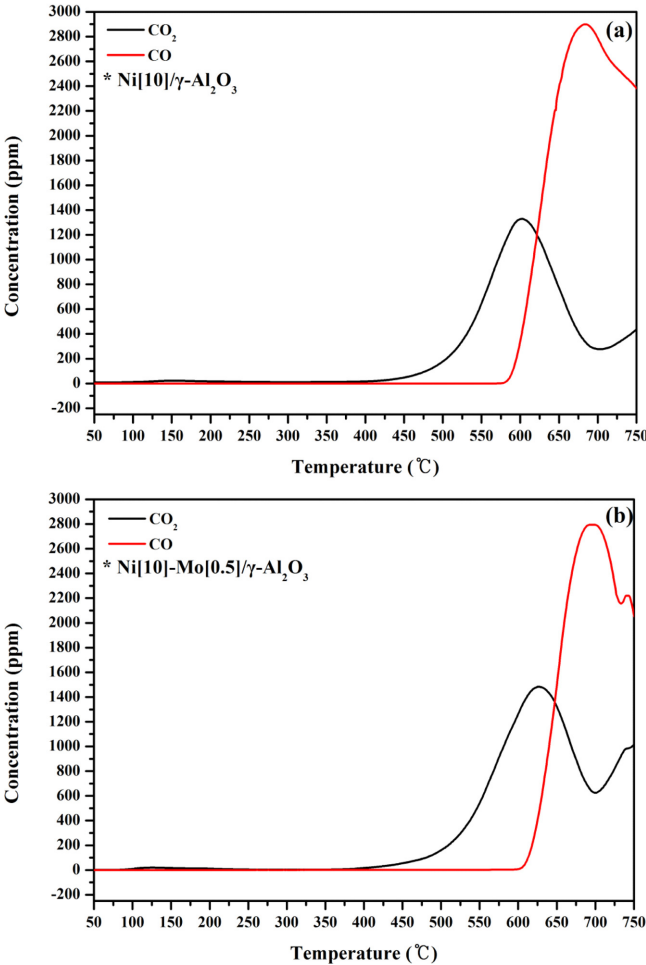 (a)
CO₂
CO
* Ni[10]/γ-Al₂O₃
3000
2800
2600
2400
2200
2000
1800
1600
1400
1200
1000
800
600
400
200
0
-200
Concentration (ppm)
50 100 150 200 250 300 350 400 450 500 550 600 650 700 750
Temperature (℃)
(b)
CO₂
CO
* Ni[10]-Mo[0.5]/γ-Al₂O₃
3000
2800
2600
2400
2200
2000
1800
1600
1400
1200
1000
800
600
400
200
0
-200
Concentration (ppm)
50 100 150 200 250 300 350 400 450 500 550 600 650 700 750
Temperature (℃)